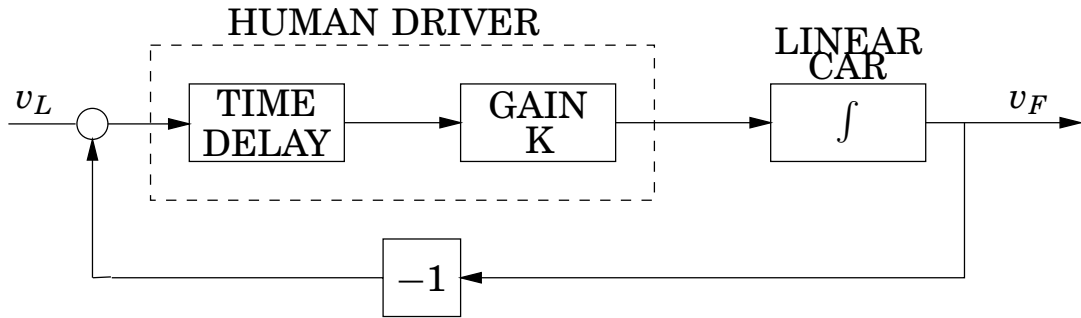 HUMAN DRIVER
LINEAR
CAR
v_L
TIME
DELAY
GAIN
K
∫
v_F
−1